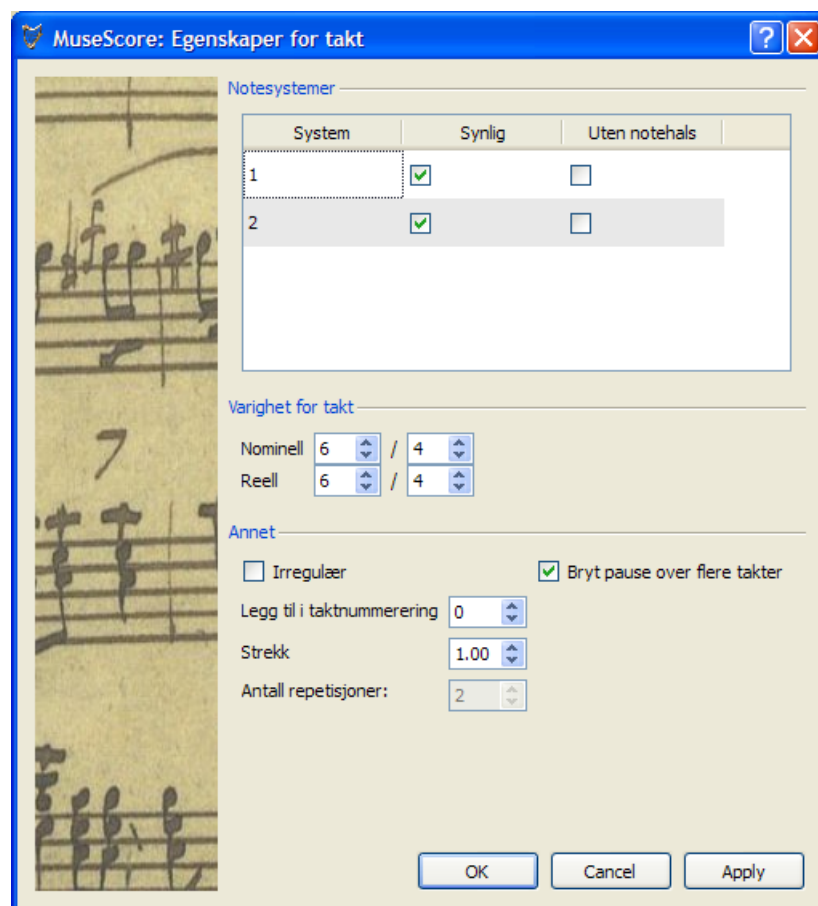 MuseScore: Egenskaper for takt
Notesystemer
System Synlig Uten notehals
1
2
Varighet for takt
Nominell 6 / 4
Reell 6 / 4
Annet
Irregulær Bryt pause over flere takter
Legg til i taktnummerering 0
Strekk 1.00
Antall repetisjoner: 2
7
OK Cancel Apply